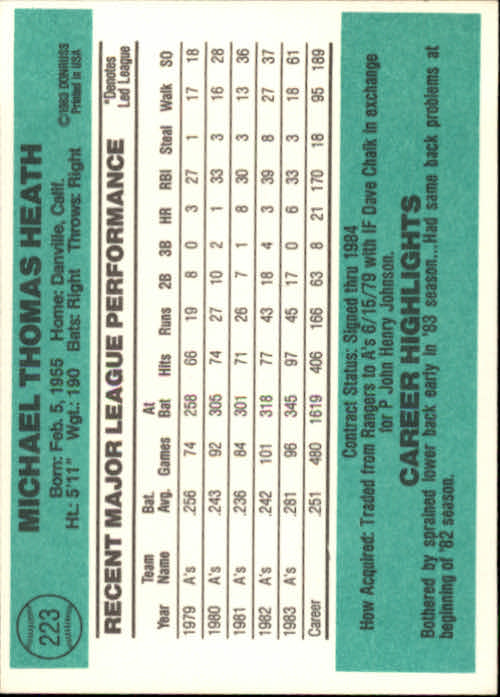 223
MICHAEL THOMAS HEATH
Born: Feb. 5, 1955 Home: Danville, Calif.
Ht.: 5'11" Wgt.: 190 Bats: Right Throws: Right
©1983 DONRUSS
Printed in USA
RECENT MAJOR LEAGUE PERFORMANCE
*Denotes
Led League
Year Team Name Bat. Avg. Games At Bat Hits Runs 2B 3B HR RBI Steal Walk SO
1979 A's .256 74 258 66 19 8 0 3 27 1 17 18
1980 A's .243 92 305 74 27 10 2 1 33 3 16 28
1981 A's .236 84 301 71 26 7 1 8 30 3 13 36
1982 A's .242 101 318 77 43 18 4 3 39 8 27 37
1983 A's .281 96 345 97 45 17 0 6 33 3 18 61
Career .251 480 1619 406 166 63 8 21 170 18 95 189
Contract Status: Signed thru 1984
How Acquired: Traded from Rangers to A's 6/15/79 with IF Dave Chalk in exchange
for P John Henry Johnson.
CAREER HIGHLIGHTS
Bothered by sprained lower back early in '83 season...Had same back problems at
beginning of '82 season.